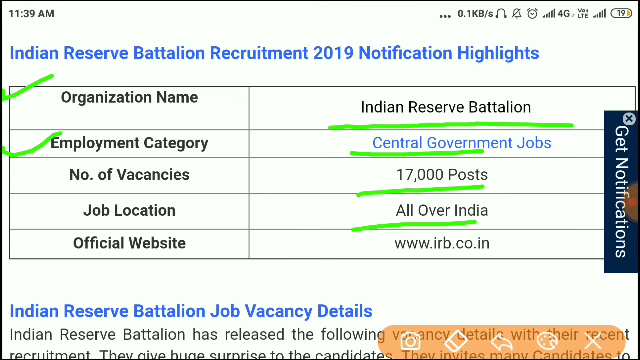 11:39 AM
... 0.1KB/s 4G Vo LTE 19
Indian Reserve Battalion Recruitment 2019 Notification Highlights
Organization Name Indian Reserve Battalion
Employment Category Central Government Jobs
No. of Vacancies 17,000 Posts
Job Location All Over India
Official Website www.irb.co.in
Get Notifications
Indian Reserve Battalion Job Vacancy Details
Indian Reserve Battalion has released the following vacancy details with their recent
recruitment. They give huge surprise to the candidates. They invites many Candidates to